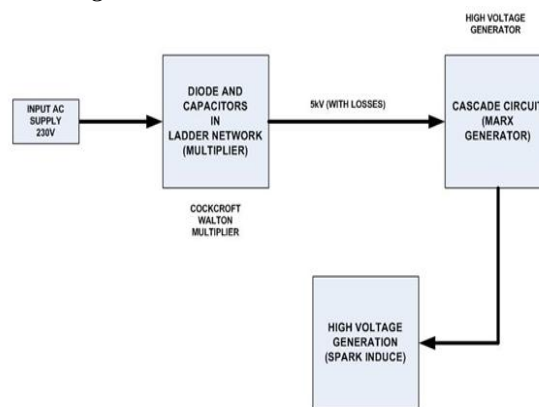 HIGH VOLTAGE
GENERATOR
INPUT AC
SUPPLY
230V
DIODE AND
CAPACITORS
IN
LADDER NETWORK
(MULTIPLIER)
5kV (WITH LOSSES)
CASCADE CIRCUIT
(MARX
GENERATOR)
COCKCROFT
WALTON
MULTIPLIER
HIGH VOLTAGE
GENERATION
(SPARK INDUCE)